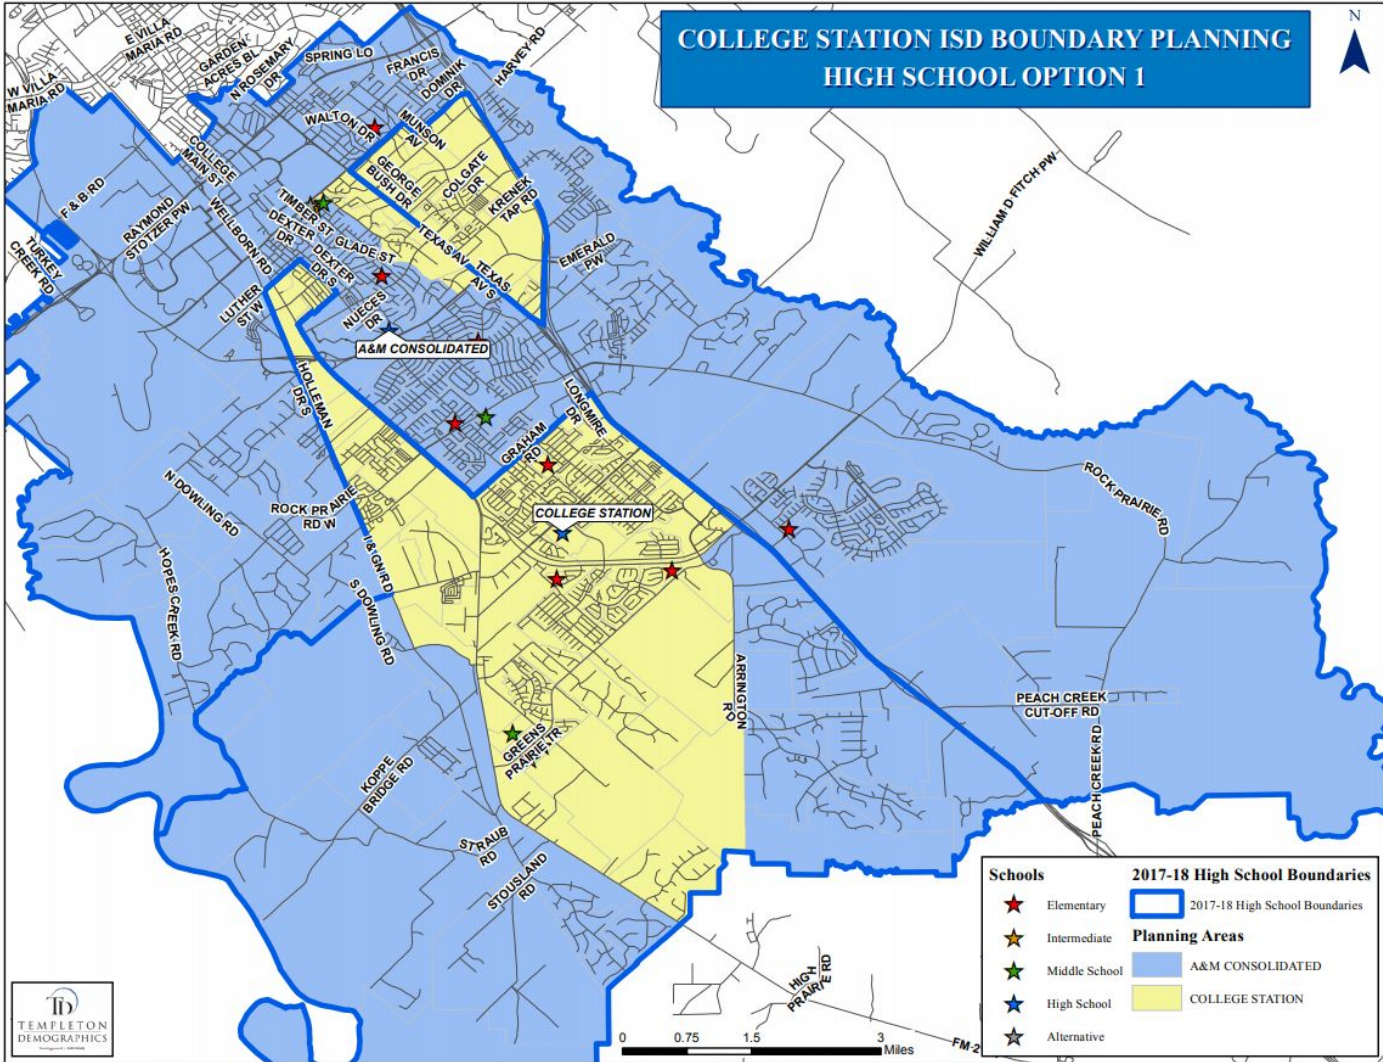 COLLEGE STATION ISD BOUNDARY PLANNING
HIGH SCHOOL OPTION 1
N
E VILLA
MARIA RD
GARDEN
ACRES BL
N ROSEMARY
DR
SPRING LO
FRANCIS
DR
DOMINIK
DR
HARVEY RD
W VILLA
MARIA RD
WALTON DR
MUNSON
AV
COLLEGE
MAIN ST
GEORGE
BUSH DR
COLGATE
DR
KRENEK
TAP RD
F & B RD
RAYMOND
STOTZER PW
WELLBORN RD
TIMBER ST
DEXTER
DR
GLADE ST
DEXTER
DR S
TEXAS AV
TEXAS
AV S
EMERALD
PW
WILLIAM D FITCH PW
TURKEY
CREEK RD
LUTHER
ST W
NUECES
DR
A&M CONSOLIDATED
HOLLEMAN
DR S
LONGMIRE
DR
GRAHAM
RD
ROCK PRAIRIE RD
N DOWLING RD
ROCK PRAIRIE
RD W
COLLEGE STATION
I & GN RD
HOPES CREEK RD
S DOWLING RD
ARRINGTON
RD
PEACH CREEK
CUT-OFF RD
GREENS
PRAIRIE TR
KOPPE
BRIDGE RD
PEACH CREEK RD
STRAUB
RD
STOUSLAND
RD
HIGH
PRAIRIE RD
FM-2
Schools
Elementary
Intermediate
Middle School
High School
Alternative
2017-18 High School Boundaries
2017-18 High School Boundaries
Planning Areas
A&M CONSOLIDATED
COLLEGE STATION
0 0.75 1.5 3
Miles
TD
TEMPLETON
DEMOGRAPHICS